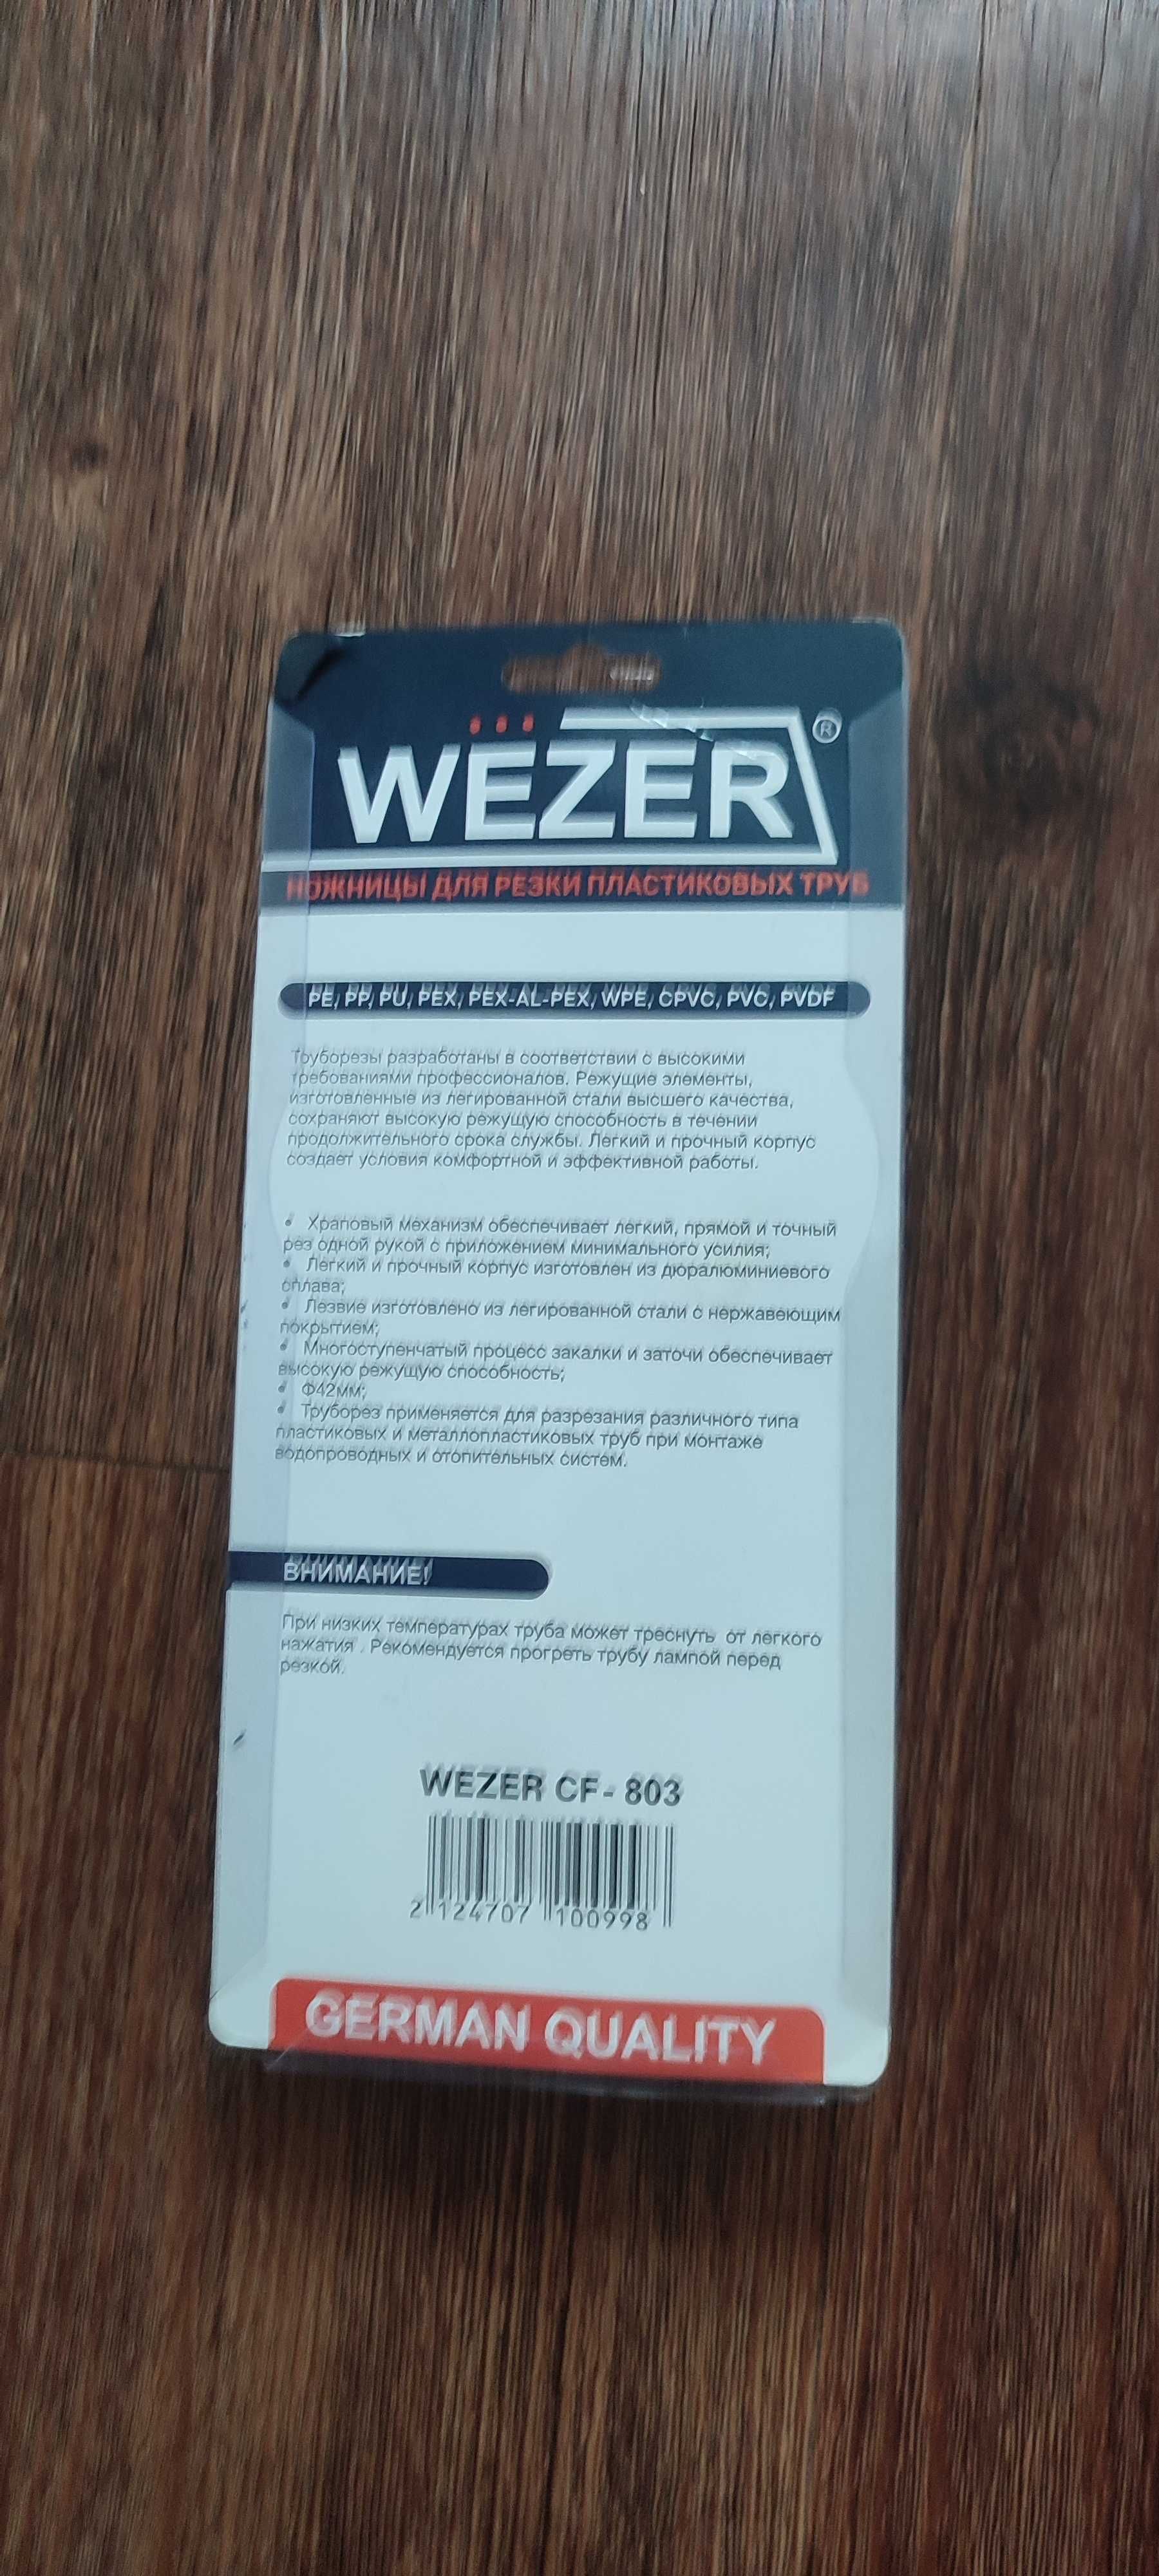 WEZER®
НОЖНИЦЫ ДЛЯ РЕЗКИ ПЛАСТИКОВЫХ ТРУБ
PE, PP, PU, PEX, PEX-AL-PEX, WPE, CPVC, PVC, PVDF
Труборезы разработаны в соответствии с высокими
требованиями профессионалов. Режущие элементы,
изготовленные из легированной стали высшего качества,
сохраняют высокую режущую способность в течении
продолжительного срока службы. Легкий и прочный корпус
создает условия комфортной и эффективной работы.
• Храповый механизм обеспечивает легкий, прямой и точный
рез одной рукой с приложением минимального усилия;
• Легкий и прочный корпус изготовлен из дюралюминиевого
сплава;
• Лезвие изготовлено из легированной стали с нержавеющим
покрытием;
• Многоступенчатый процесс закалки и заточи обеспечивает
высокую режущую способность;
• Ф42мм;
• Труборез применяется для разрезания различного типа
пластиковых и металлопластиковых труб при монтаже
водопроводных и отопительных систем.
ВНИМАНИЕ!
При низких температурах труба может треснуть от легкого
нажатия . Рекомендуется прогреть трубу лампой перед
резкой.
WEZER CF- 803
2 124707 100998
GERMAN QUALITY